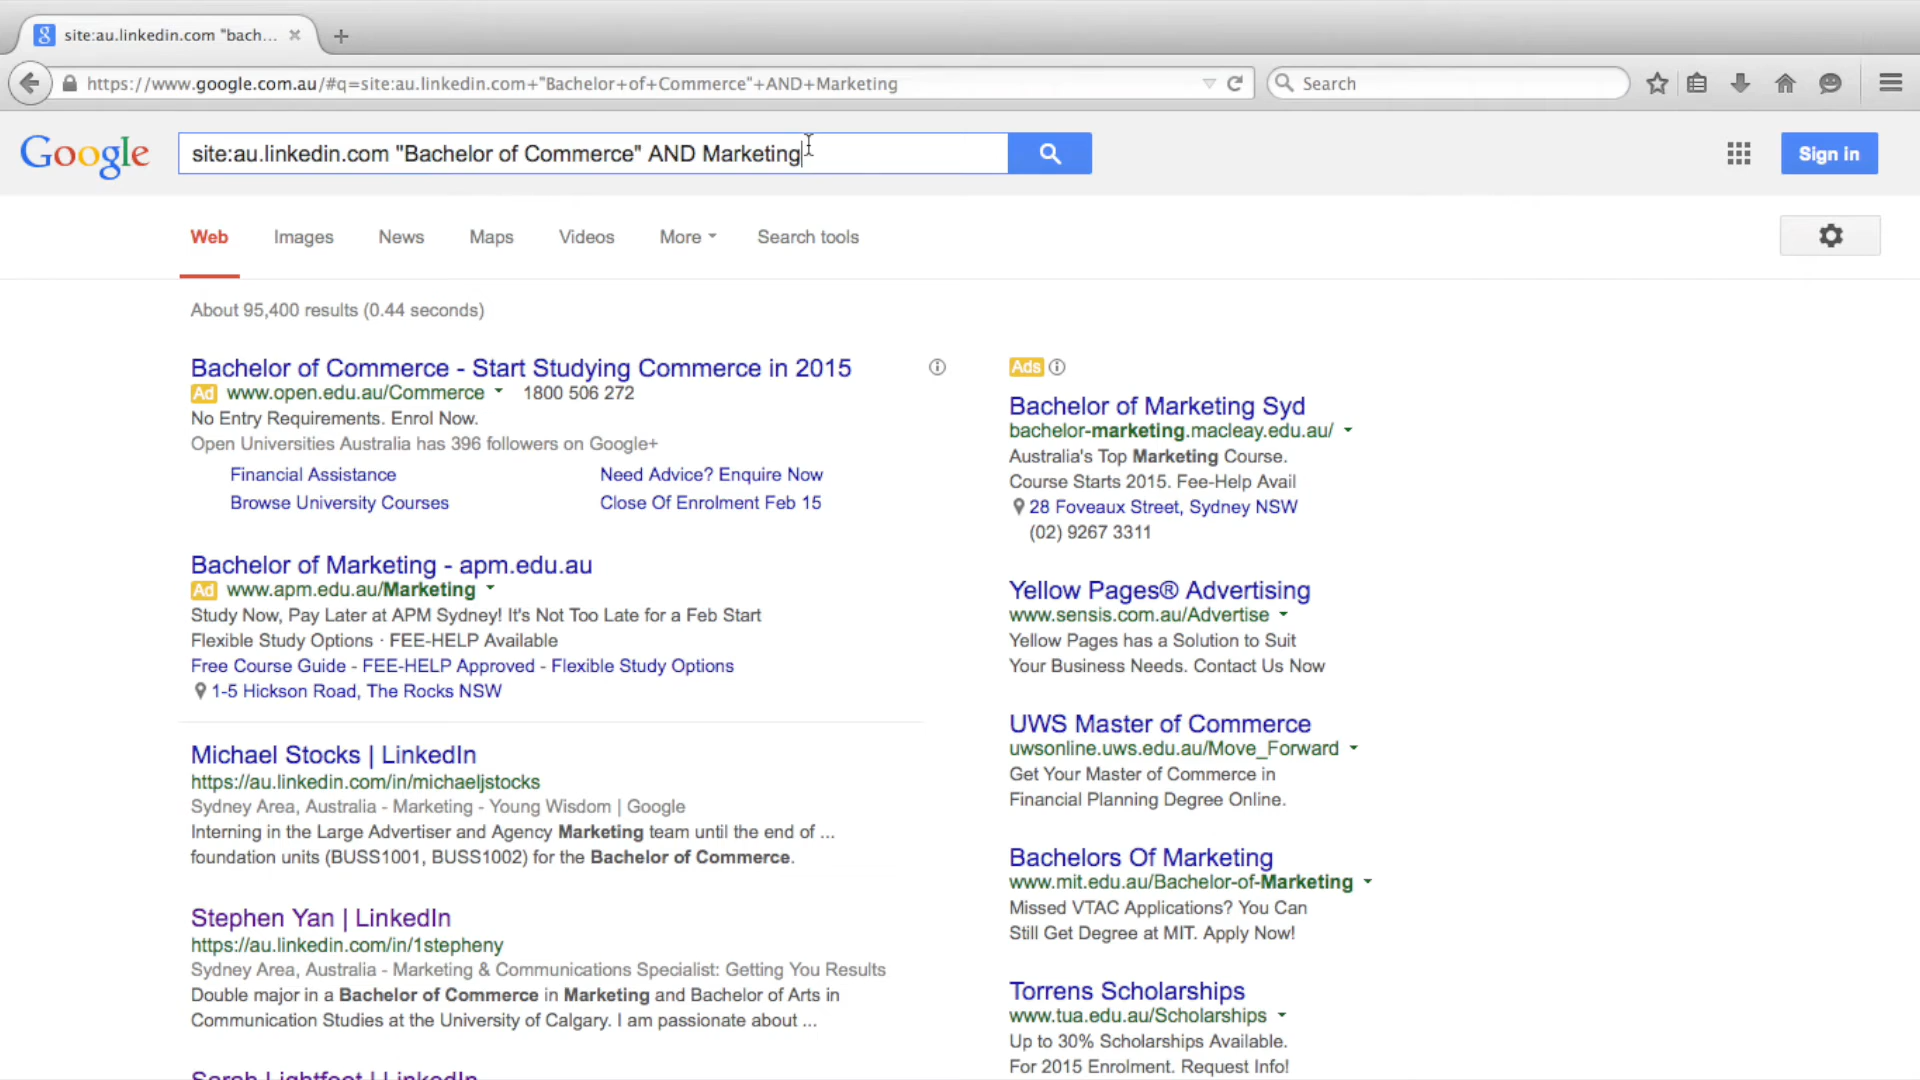 site:au.linkedin.com "bach...
https://www.google.com.au/#q=site:au.linkedin.com+"Bachelor+of+Commerce"+AND+Marketing
Search
Google
site:au.linkedin.com "Bachelor of Commerce" AND Marketing
Sign in
Web
Images
News
Maps
Videos
More
Search tools
About 95,400 results (0.44 seconds)
Bachelor of Commerce - Start Studying Commerce in 2015
Ad www.open.edu.au/Commerce 1800 506 272
No Entry Requirements. Enrol Now.
Open Universities Australia has 396 followers on Google+
Financial Assistance
Need Advice? Enquire Now
Browse University Courses
Close Of Enrolment Feb 15
Bachelor of Marketing - apm.edu.au
Ad www.apm.edu.au/Marketing
Study Now, Pay Later at APM Sydney! It's Not Too Late for a Feb Start
Flexible Study Options · FEE-HELP Available
Free Course Guide - FEE-HELP Approved - Flexible Study Options
1-5 Hickson Road, The Rocks NSW
Michael Stocks | LinkedIn
https://au.linkedin.com/in/michaeljstocks
Sydney Area, Australia - Marketing - Young Wisdom | Google
Interning in the Large Advertiser and Agency Marketing team until the end of ...
foundation units (BUSS1001, BUSS1002) for the Bachelor of Commerce.
Stephen Yan | LinkedIn
https://au.linkedin.com/in/1stepheny
Sydney Area, Australia - Marketing & Communications Specialist: Getting You Results
Double major in a Bachelor of Commerce in Marketing and Bachelor of Arts in
Communication Studies at the University of Calgary. I am passionate about ...
Sarah Lightfoot | LinkedIn
Ads
Bachelor of Marketing Syd
bachelor-marketing.macleay.edu.au/
Australia's Top Marketing Course.
Course Starts 2015. Fee-Help Avail
28 Foveaux Street, Sydney NSW
(02) 9267 3311
Yellow Pages® Advertising
www.sensis.com.au/Advertise
Yellow Pages has a Solution to Suit
Your Business Needs. Contact Us Now
UWS Master of Commerce
uwsonline.uws.edu.au/Move_Forward
Get Your Master of Commerce in
Financial Planning Degree Online.
Bachelors Of Marketing
www.mit.edu.au/Bachelor-of-Marketing
Missed VTAC Applications? You Can
Still Get Degree at MIT. Apply Now!
Torrens Scholarships
www.tua.edu.au/Scholarships
Up to 30% Scholarships Available.
For 2015 Enrolment. Request Info!